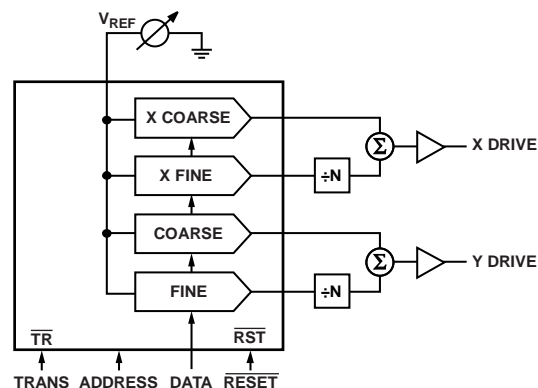 VREF
X COARSE
X FINE
COARSE
FINE
÷N
÷N
Σ
Σ
X DRIVE
Y DRIVE
TR
RST
TRANS ADDRESS DATA RESET